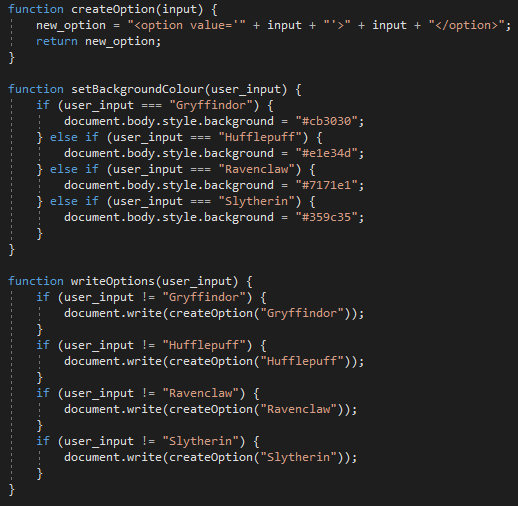 function createOption(input) {
    new_option = "<option value='" + input + "'>" + input + "</option>";
    return new_option;
}

function setBackgroundColour(user_input) {
    if (user_input === "Gryffindor") {
        document.body.style.background = "#cb3030";
    } else if (user_input === "Hufflepuff") {
        document.body.style.background = "#e1e34d";
    } else if (user_input === "Ravenclaw") {
        document.body.style.background = "#7171e1";
    } else if (user_input === "Slytherin") {
        document.body.style.background = "#359c35";
    }
}

function writeOptions(user_input) {
    if (user_input != "Gryffindor") {
        document.write(createOption("Gryffindor"));
    }
    if (user_input != "Hufflepuff") {
        document.write(createOption("Hufflepuff"));
    }
    if (user_input != "Ravenclaw") {
        document.write(createOption("Ravenclaw"));
    }
    if (user_input != "Slytherin") {
        document.write(createOption("Slytherin"));
    }
}